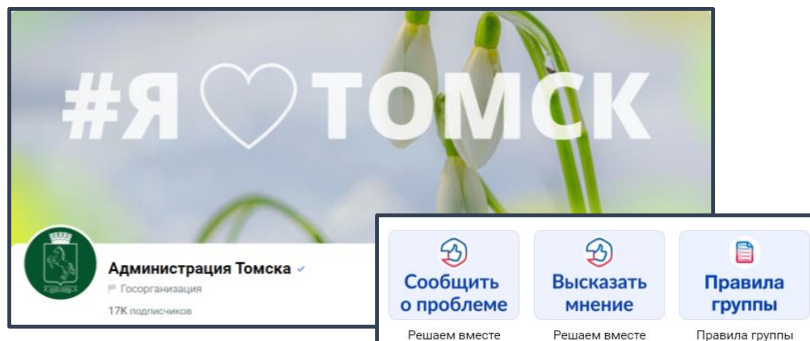 #Я ♡ ТОМСК
Администрация Томска
Госорганизация
17K подписчиков
Сообщить
о проблеме
Решаем вместе
Высказать
мнение
Решаем вместе
Правила
группы
Правила группы